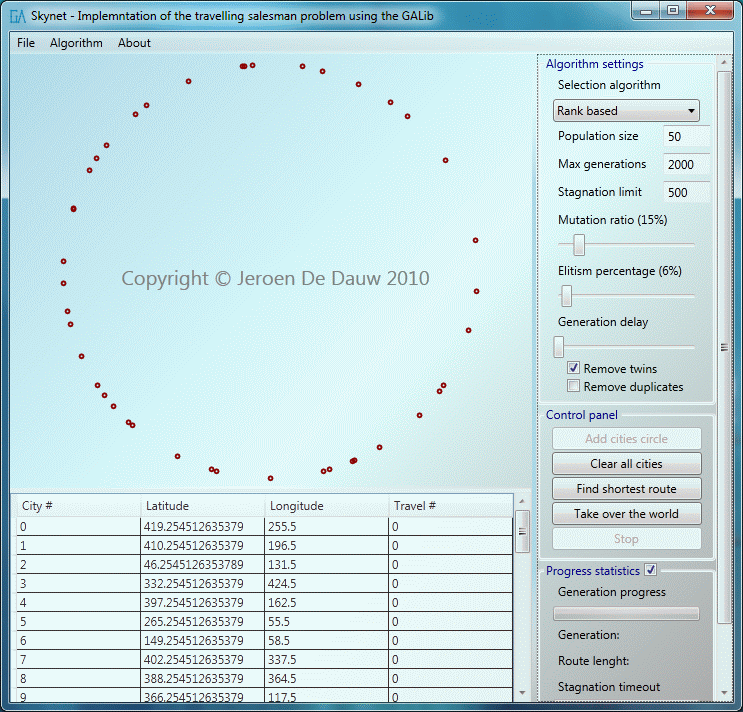 Skynet - Implemntation of the travelling salesman problem using the GALib
File Algorithm About
Copyright © Jeroen De Dauw 2010
Algorithm settings
Selection algorithm
Rank based
Population size 50
Max generations 2000
Stagnation limit 500
Mutation ratio (15%)
Elitism percentage (6%)
Generation delay
Remove twins
Remove duplicates
Control panel
Add cities circle
Clear all cities
Find shortest route
Take over the world
Stop
Progress statistics
Generation progress
Generation:
Route lenght:
Stagnation timeout
City # Latitude Longitude Travel #
0 419.254512635379 255.5 0
1 410.254512635379 196.5 0
2 46.2545126353789 131.5 0
3 332.254512635379 424.5 0
4 397.254512635379 162.5 0
5 265.254512635379 55.5 0
6 149.254512635379 58.5 0
7 402.254512635379 337.5 0
8 388.254512635379 364.5 0
9 366.254512635379 117.5 0